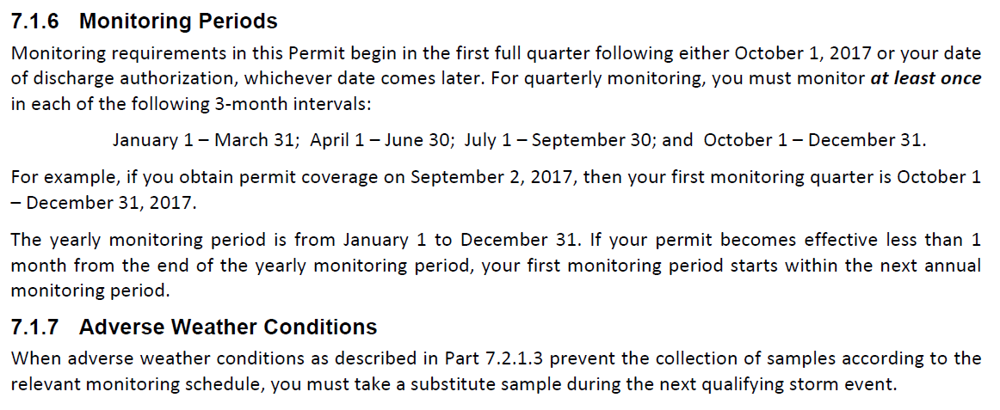 7.1.6 Monitoring Periods
Monitoring requirements in this Permit begin in the first full quarter following either October 1, 2017 or your date
of discharge authorization, whichever date comes later. For quarterly monitoring, you must monitor at least once
in each of the following 3-month intervals:
January 1 – March 31; April 1 – June 30; July 1 – September 30; and October 1 – December 31.
For example, if you obtain permit coverage on September 2, 2017, then your first monitoring quarter is October 1
– December 31, 2017.
The yearly monitoring period is from January 1 to December 31. If your permit becomes effective less than 1
month from the end of the yearly monitoring period, your first monitoring period starts within the next annual
monitoring period.
7.1.7 Adverse Weather Conditions
When adverse weather conditions as described in Part 7.2.1.3 prevent the collection of samples according to the
relevant monitoring schedule, you must take a substitute sample during the next qualifying storm event.